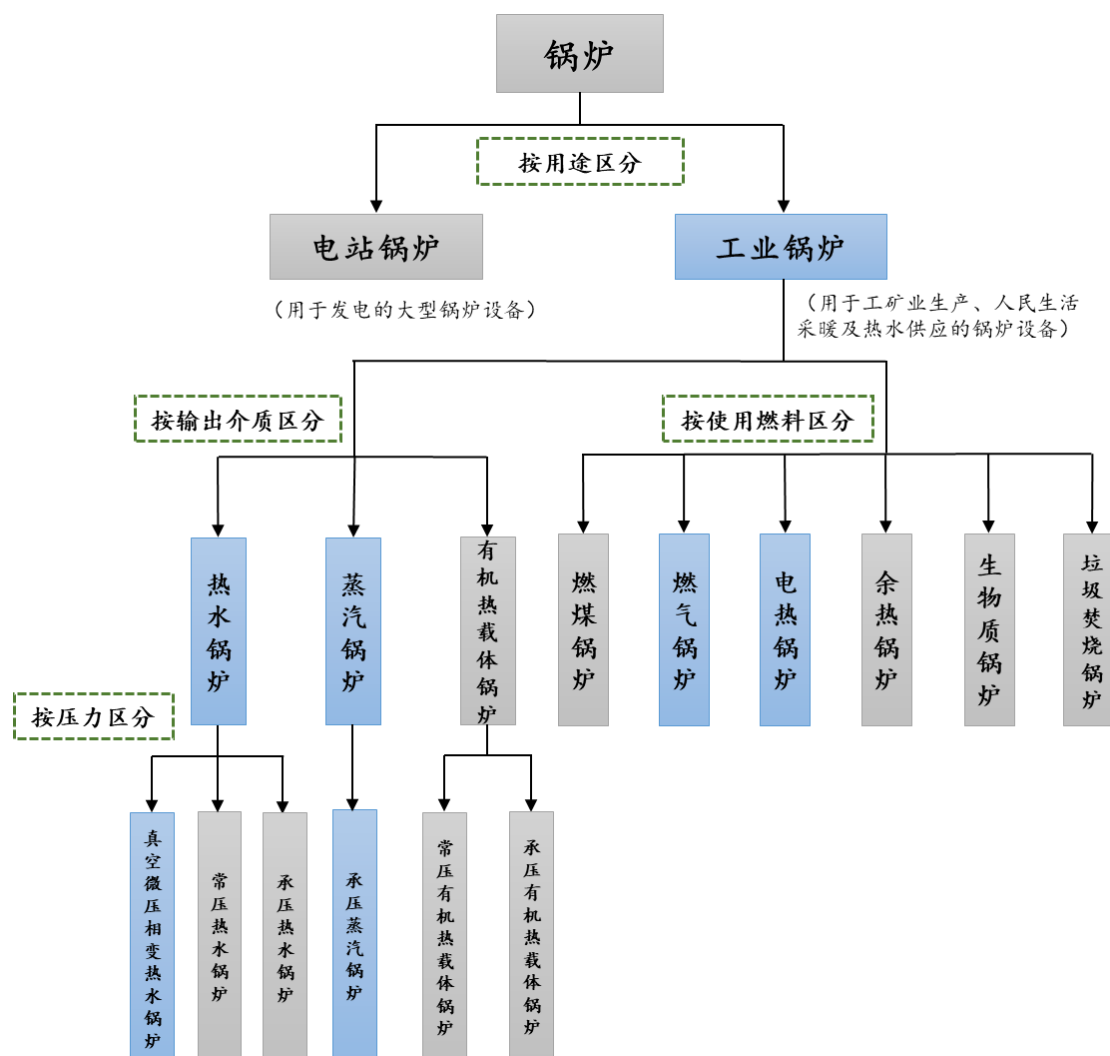 锅炉
按用途区分
电站锅炉
工业锅炉
（用于发电的大型锅炉设备）
（用于工矿业生产、人民生活
采暖及热水供应的锅炉设备）
按输出介质区分
按使用燃料区分
热水锅炉
蒸汽锅炉
有机热载体锅炉
燃煤锅炉
燃气锅炉
电热锅炉
余热锅炉
生物质锅炉
垃圾焚烧锅炉
按压力区分
真空微压相变热水锅炉
常压热水锅炉
承压热水锅炉
承压蒸汽锅炉
常压有机热载体锅炉
承压有机热载体锅炉